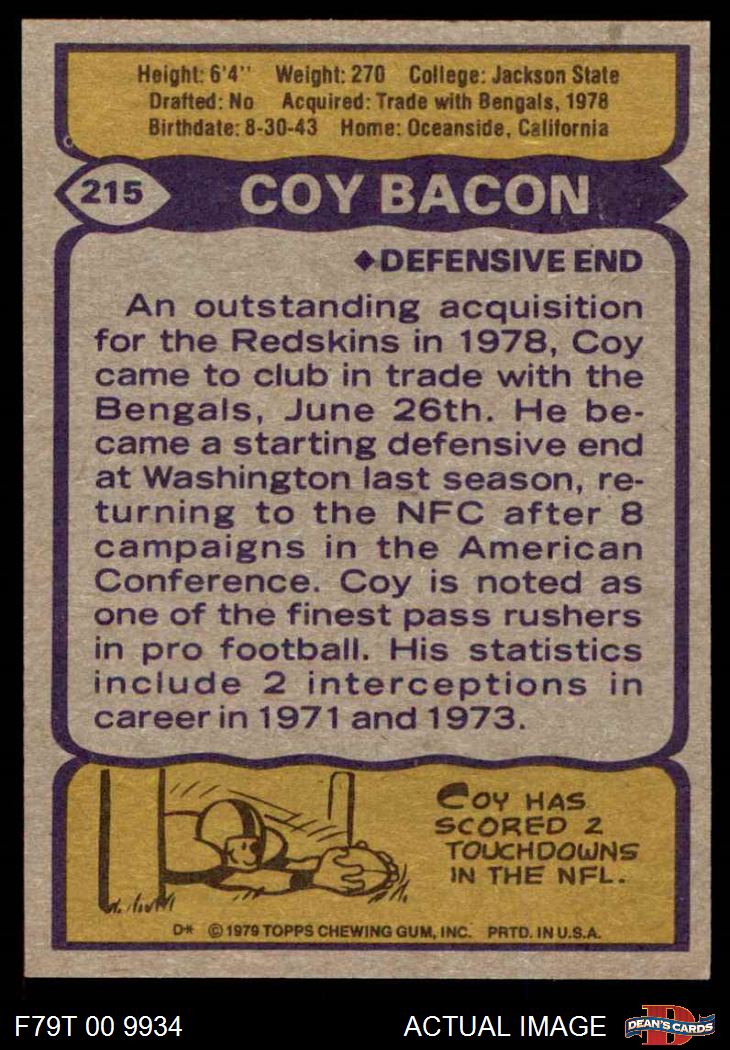 Height: 6'4" Weight: 270 College: Jackson State
Drafted: No Acquired: Trade with Bengals, 1978
Birthdate: 8-30-43 Home: Oceanside, California
215 COY BACON
◆DEFENSIVE END
An outstanding acquisition
for the Redskins in 1978, Coy
came to club in trade with the
Bengals, June 26th. He be-
came a starting defensive end
at Washington last season, re-
turning to the NFC after 8
campaigns in the American
Conference. Coy is noted as
one of the finest pass rushers
in pro football. His statistics
include 2 interceptions in
career in 1971 and 1973.
COY HAS
SCORED 2
TOUCHDOWNS
IN THE NFL.
D* © 1979 TOPPS CHEWING GUM, INC. PRTD. IN U.S.A.
F79T 00 9934 ACTUAL IMAGE D DEAN'S CARDS